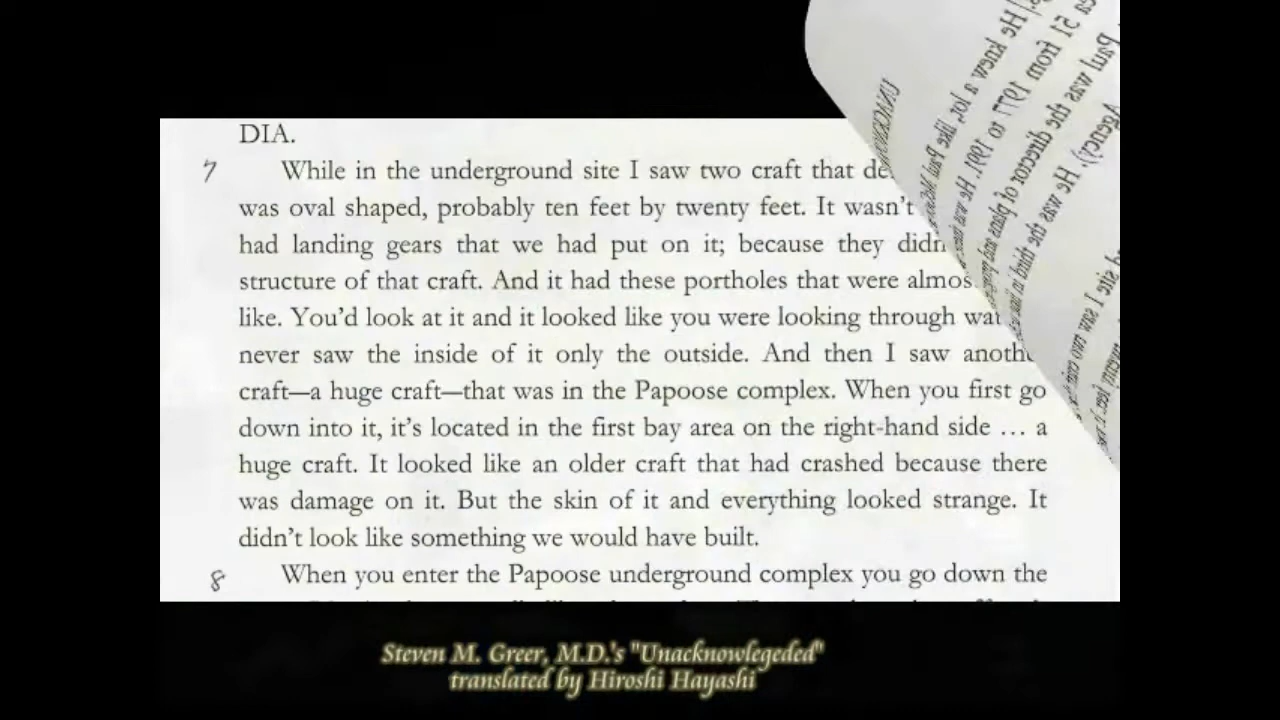 DIA.
7 While in the underground site I saw two craft that
was oval shaped, probably ten feet by twenty feet. It wasn't
had landing gears that we had put on it; because they
structure of that craft. And it had these portholes that were
like. You'd look at it and it looked like you were looking through
never saw the inside of it only the outside. And then I saw
craft—a huge craft—that was in the Papoose complex. When you first go
down into it, it's located in the first bay area on the right-hand side … a
huge craft. It looked like an older craft that had crashed because there
was damage on it. But the skin of it and everything looked strange. It
didn't look like something we would have built.
8 When you enter the Papoose underground complex you go down the
Steven M. Greer, M.D.'s "Unacknowlegeded"
translated by Hiroshi Hayashi